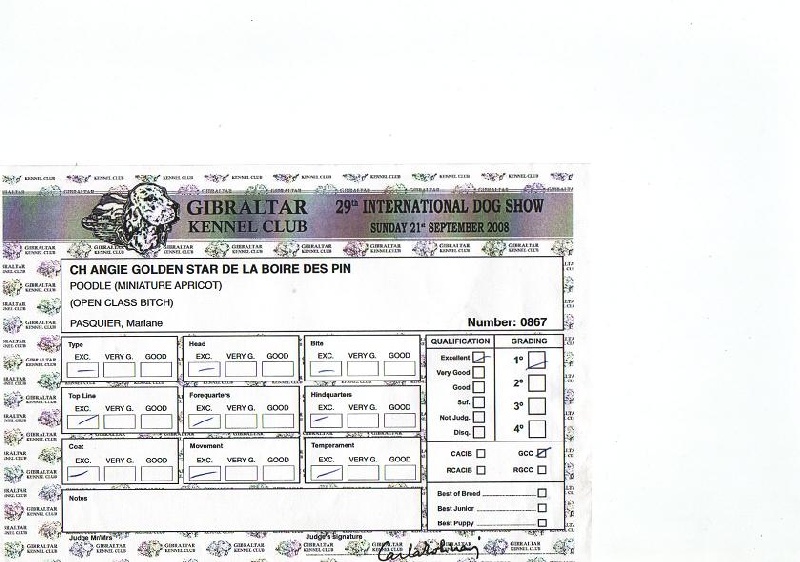 GIBRALTAR
KENNEL CLUB
29th INTERNATIONAL DOG SHOW
SUNDAY 21st SEPTEMBER 2008
CH ANGIE GOLDEN STAR DE LA BOIRE DES PIN
POODLE (MINIATURE APRICOT)
(OPEN CLASS BITCH)
PASQUIER, Marlane
Number: 0867
Type
EXC. VERY G. GOOD
Head
EXC. VERY G. GOOD
Bite
EXC. VERY G. GOOD
Top Line
EXC. VERY G. GOOD
Forequarters
EXC. VERY G. GOOD
Hindquarters
EXC. VERY G. GOOD
Coat
EXC. VERY G. GOOD
Movement
EXC. VERY G. GOOD
Temperament
EXC. VERY G. GOOD
QUALIFICATION
Excellent
Very Good
Good
Suf.
Not Judg.
Disq.
GRADING
1º
2º
3º
4º
CACIB
GCC
RCACIB
RGCC
Best of Breed
Best Junior
Best Puppy
Notes
Judge Mr/Mrs
Judge's signature